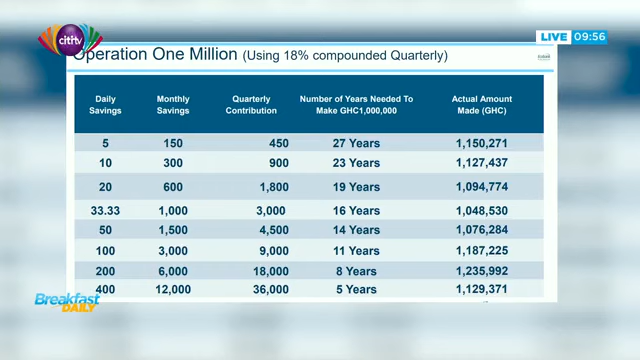 citi tv
LIVE 09:56
Operation One Million (Using 18% compounded Quarterly)
Daily Savings Monthly Savings Quarterly Contribution Number of Years Needed To Make GHC1,000,000 Actual Amount Made (GHC)
5 150 450 27 Years 1,150,271
10 300 900 23 Years 1,127,437
20 600 1,800 19 Years 1,094,774
33.33 1,000 3,000 16 Years 1,048,530
50 1,500 4,500 14 Years 1,076,284
100 3,000 9,000 11 Years 1,187,225
200 6,000 18,000 8 Years 1,235,992
400 12,000 36,000 5 Years 1,129,371
Breakfast
DAILY